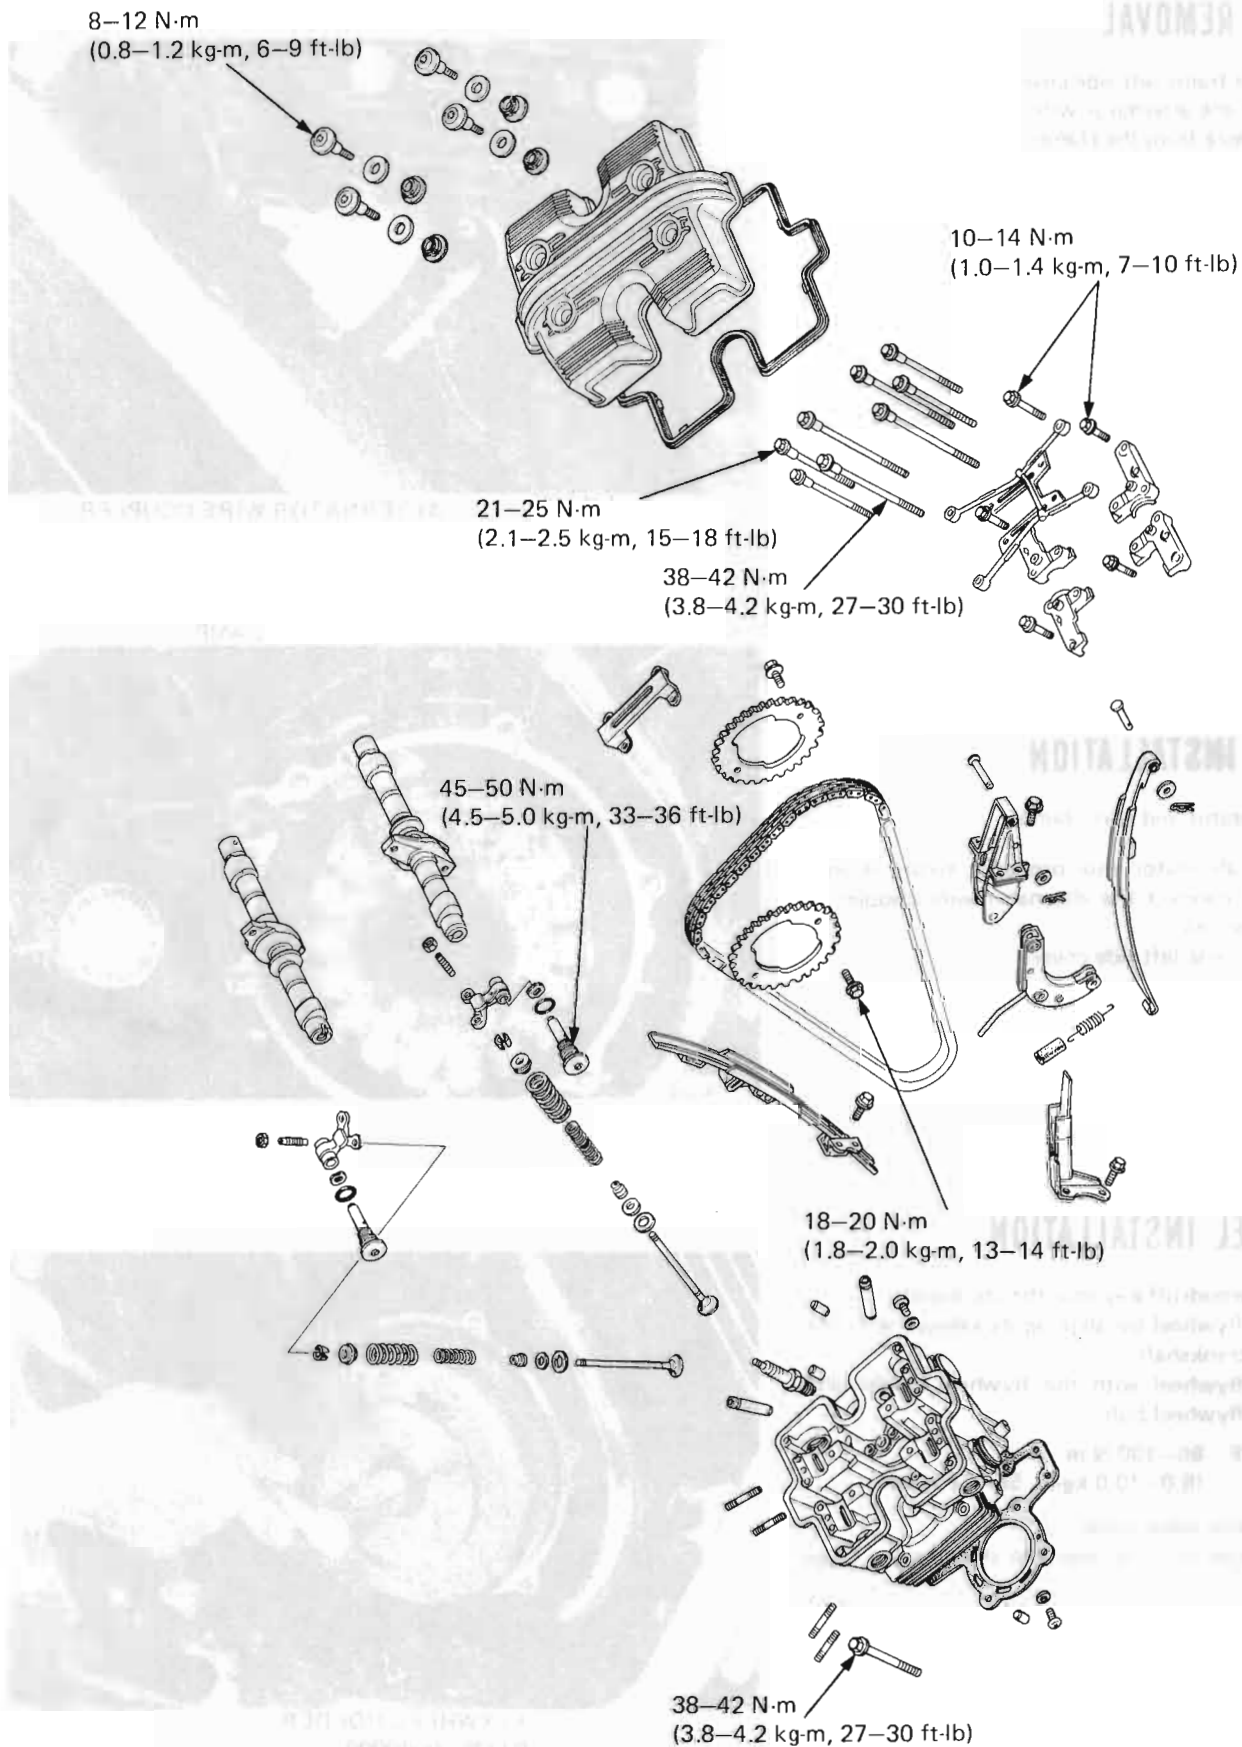 8–12 N·m
(0.8–1.2 kg-m, 6–9 ft-lb)
10–14 N·m
(1.0–1.4 kg-m, 7–10 ft-lb)
21–25 N·m
(2.1–2.5 kg-m, 15–18 ft-lb)
38–42 N·m
(3.8–4.2 kg-m, 27–30 ft-lb)
45–50 N·m
(4.5–5.0 kg-m, 33–36 ft-lb)
18–20 N·m
(1.8–2.0 kg-m, 13–14 ft-lb)
38–42 N·m
(3.8–4.2 kg-m, 27–30 ft-lb)